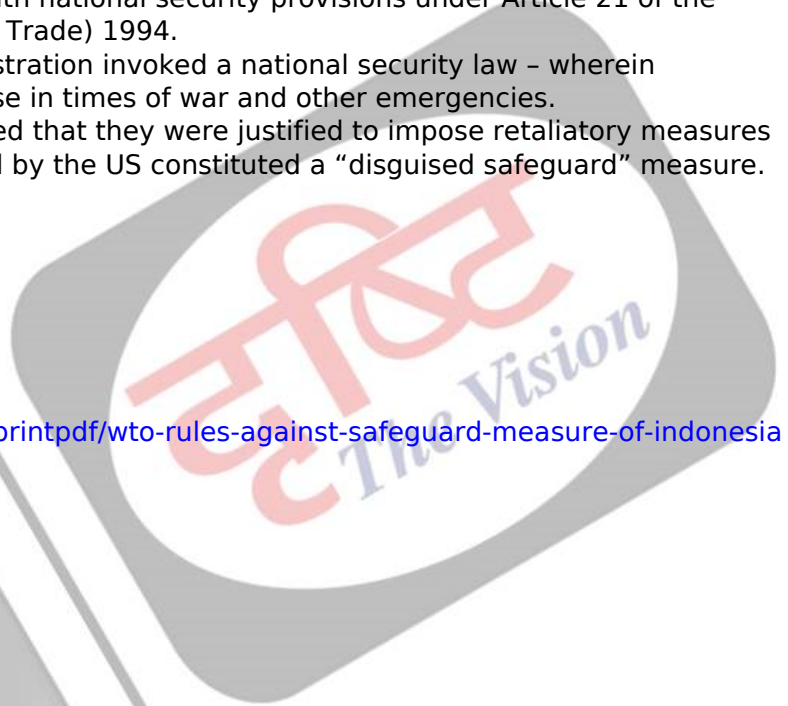 th national security provisions under Article 21 of the
Trade) 1994.
stration invoked a national security law – wherein
se in times of war and other emergencies.
ed that they were justified to impose retaliatory measures
by the US constituted a “disguised safeguard” measure.
दृष्टि
The Vision
printpdf/wto-rules-against-safeguard-measure-of-indonesia